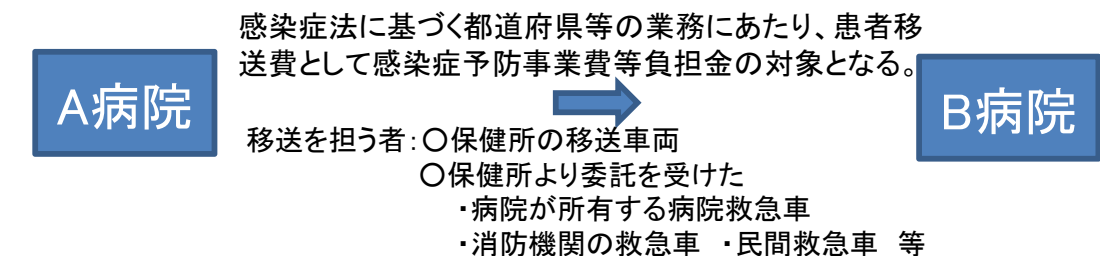 感染症法に基づく都道府県等の業務にあたり、患者移
送費として感染症予防事業費等負担金の対象となる。
A病院
B病院
移送を担う者：〇保健所の移送車両
〇保健所より委託を受けた
・病院が所有する病院救急車
・消防機関の救急車　・民間救急車　等